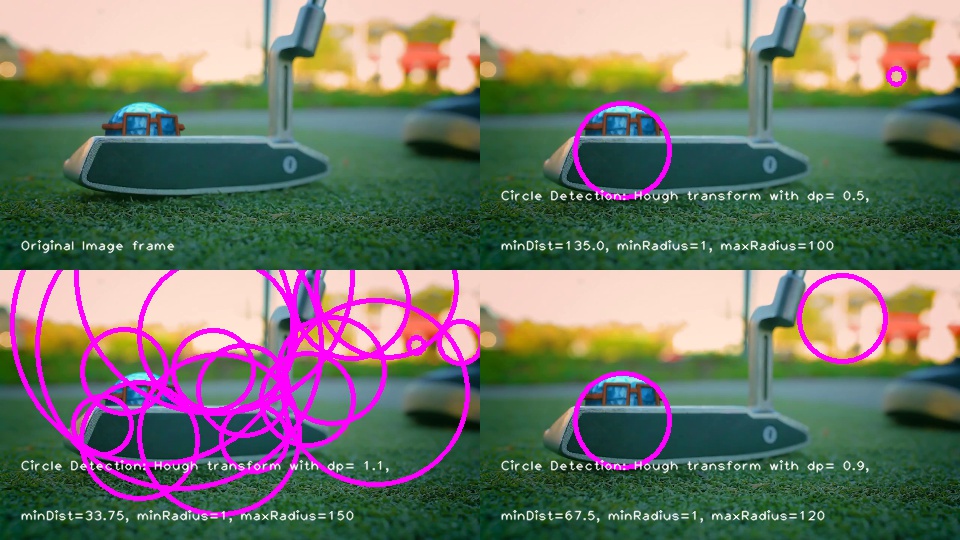 Original Image frame
Circle Detection: Hough transform with dp= 0.5,
minDist=135.0, minRadius=1, maxRadius=100
Circle Detection: Hough transform with dp= 1.1,
minDist=33.75, minRadius=1, maxRadius=150
Circle Detection: Hough transform with dp= 0.9,
minDist=67.5, minRadius=1, maxRadius=120